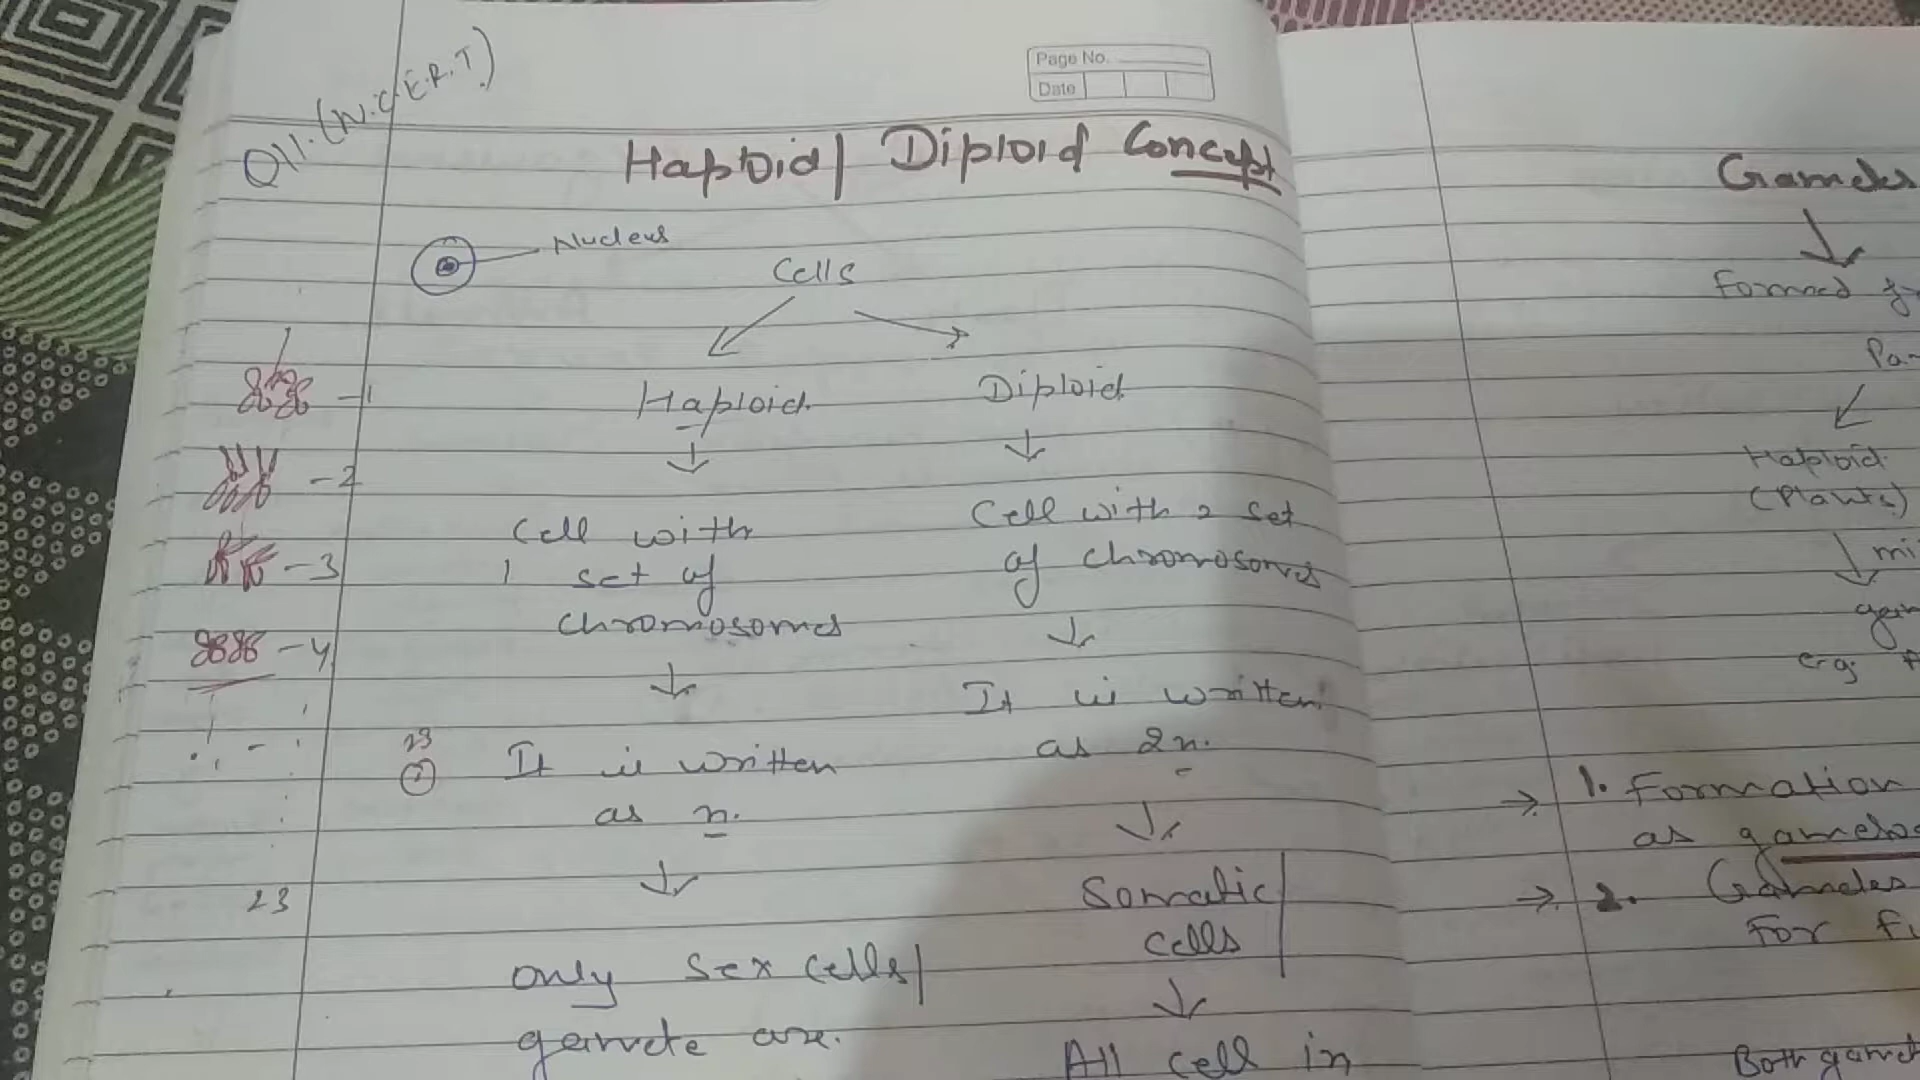 Q11. (N.C.E.R.T)
Page No.
Date
Haploid/ Diploid Concept
Nucleus
Cells
Haploid
Diploid
Cell with
1 set of
chromosomes
Cell with 2 set
of chromosomes
It is written
as n.
It is written
as 2n.
only sex cells/
gamete are.
Somatic
cells
All cell in
-1
-2
-3
-4
23
23
Gametes
Formed
Haploid
(Plants)
e.g.
1. Formation
as gametes
2. Gametes
For
Both